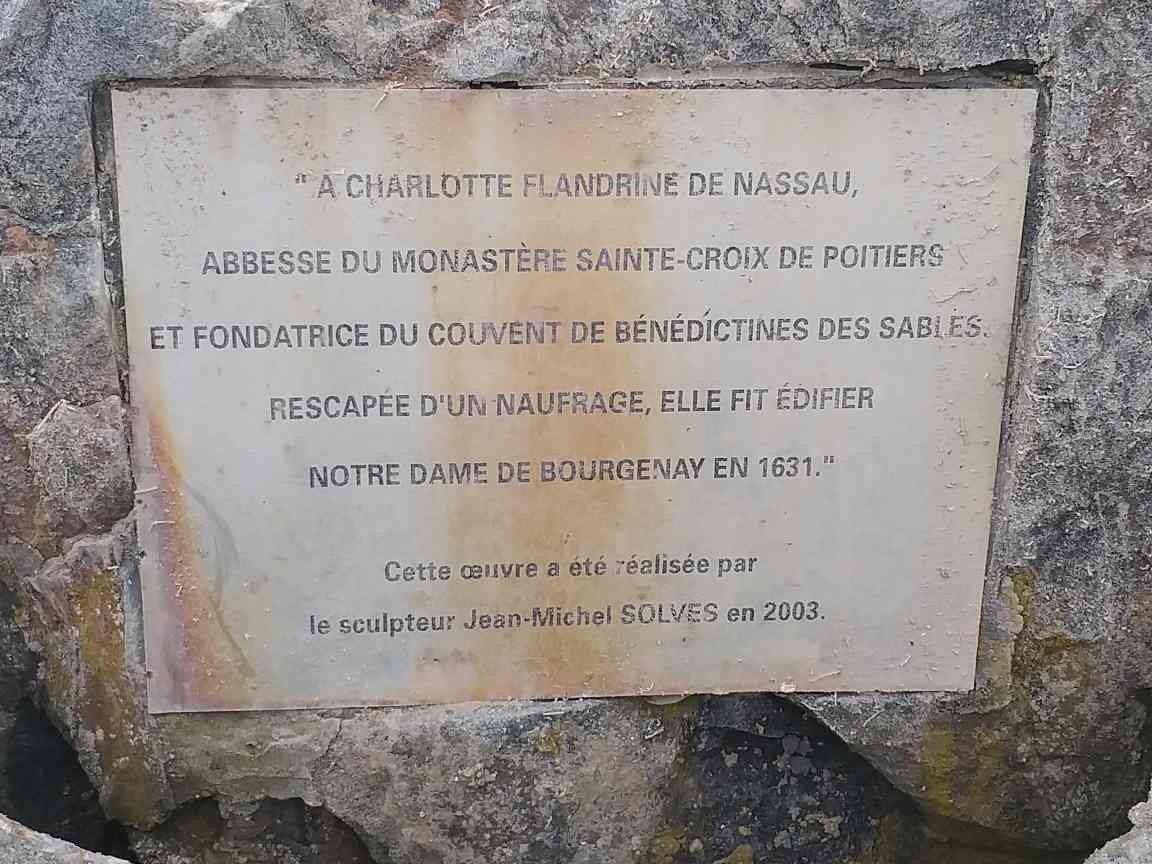 " A CHARLOTTE FLANDRINE DE NASSAU,
ABBESSE DU MONASTÈRE SAINTE-CROIX DE POITIERS
ET FONDATRICE DU COUVENT DE BÉNÉDICTINES DES SABLES.
RESCAPÉE D'UN NAUFRAGE, ELLE FIT ÉDIFIER
NOTRE DAME DE BOURGENAY EN 1631."
Cette œuvre a été réalisée par
le sculpteur Jean-Michel SOLVES en 2003.